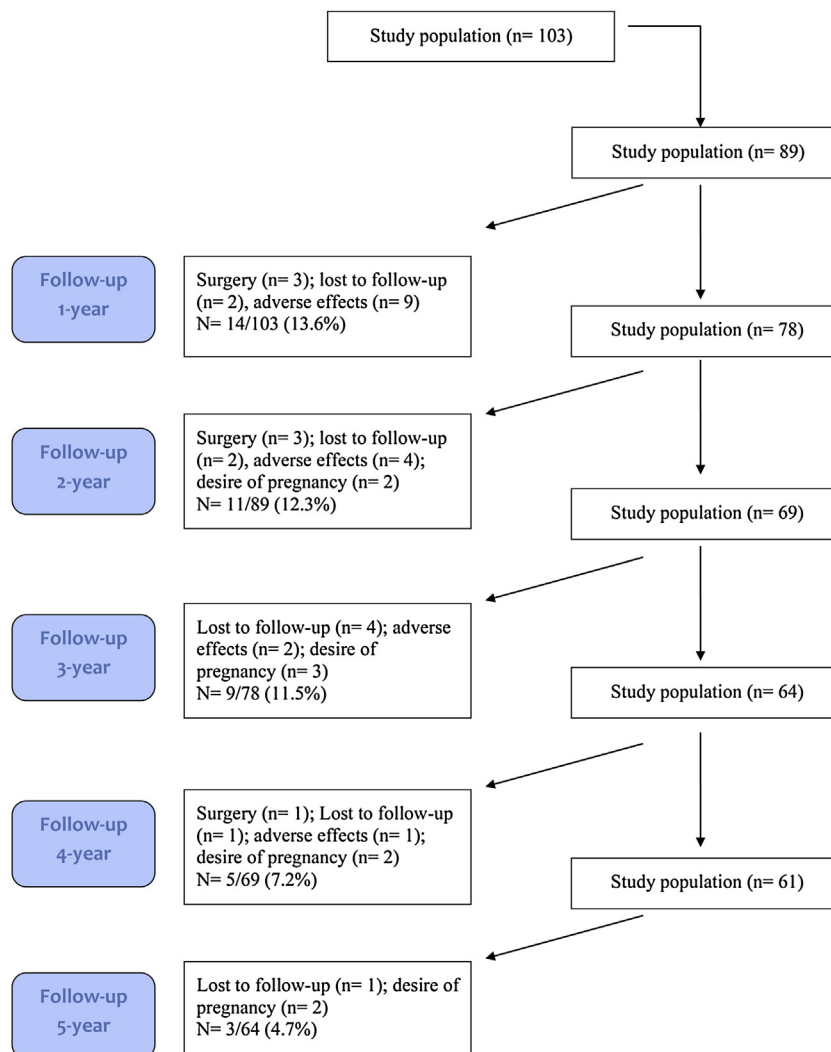 Study population (n= 103)
Study population (n= 89)
Follow-up
1-year
Surgery (n= 3); lost to follow-up
(n= 2), adverse effects (n= 9)
N= 14/103 (13.6%)
Study population (n= 78)
Follow-up
2-year
Surgery (n= 3); lost to follow-up
(n= 2), adverse effects (n= 4);
desire of pregnancy (n= 2)
N= 11/89 (12.3%)
Study population (n= 69)
Follow-up
3-year
Lost to follow-up (n= 4); adverse
effects (n= 2); desire of
pregnancy (n= 3)
N= 9/78 (11.5%)
Study population (n= 64)
Follow-up
4-year
Surgery (n= 1); Lost to follow-up
(n= 1); adverse effects (n= 1);
desire of pregnancy (n= 2)
N= 5/69 (7.2%)
Study population (n= 61)
Follow-up
5-year
Lost to follow-up (n= 1); desire of
pregnancy (n= 2)
N= 3/64 (4.7%)